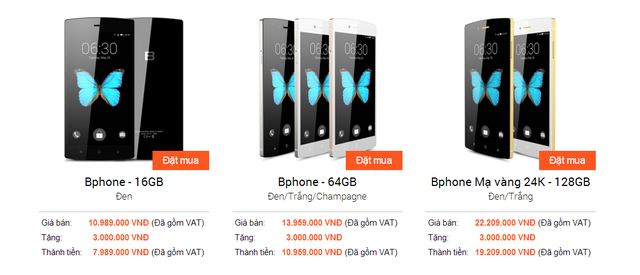 06:30
06:30
06:30
B
Đặt mua
Đặt mua
Đặt mua
Bphone - 16GB
Đen
Giá bán: 10.989.000 VNĐ (Đã gồm VAT)
Tặng: 3.000.000 VNĐ
Thành tiền: 7.989.000 VNĐ (Đã gồm VAT)
Bphone - 64GB
Đen/Trắng/Champagne
Giá bán: 13.959.000 VNĐ (Đã gồm VAT)
Tặng: 3.000.000 VNĐ
Thành tiền: 10.959.000 VNĐ (Đã gồm VAT)
Bphone Mạ vàng 24K - 128GB
Đen/Trắng
Giá bán: 22.209.000 VNĐ (Đã gồm VAT)
Tặng: 3.000.000 VNĐ
Thành tiền: 19.209.000 VNĐ (Đã gồm VAT)